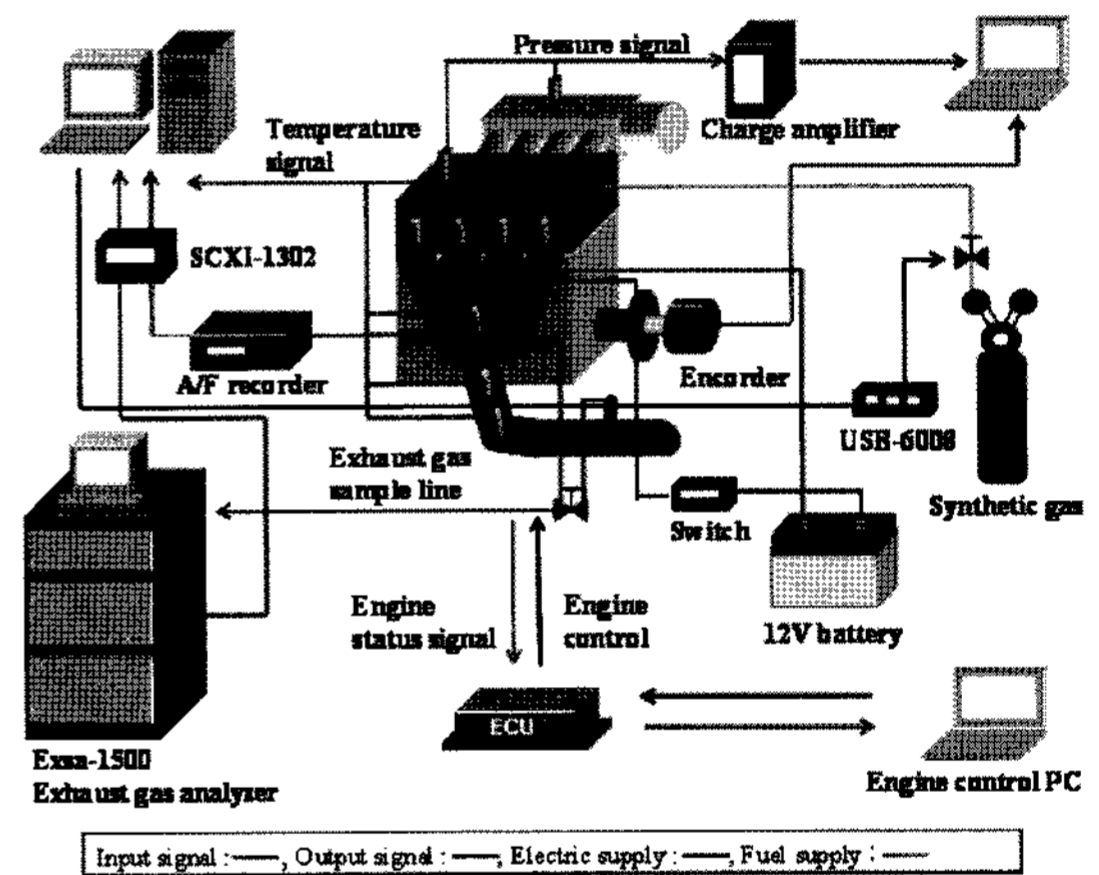 Pressure signal
Charge amplifier
Temperature
signal
SCXI-1302
A/F recorder
Encorder
USB-6008
Synthetic gas
Exhaust gas
sample line
Switch
12V battery
Engine
status signal
Engine
control
ECU
Engine control PC
Exsa-1500
Exhaust gas analyzer
Input signal : ——, Output signal : ——, Electric supply : ——, Fuel supply : ——